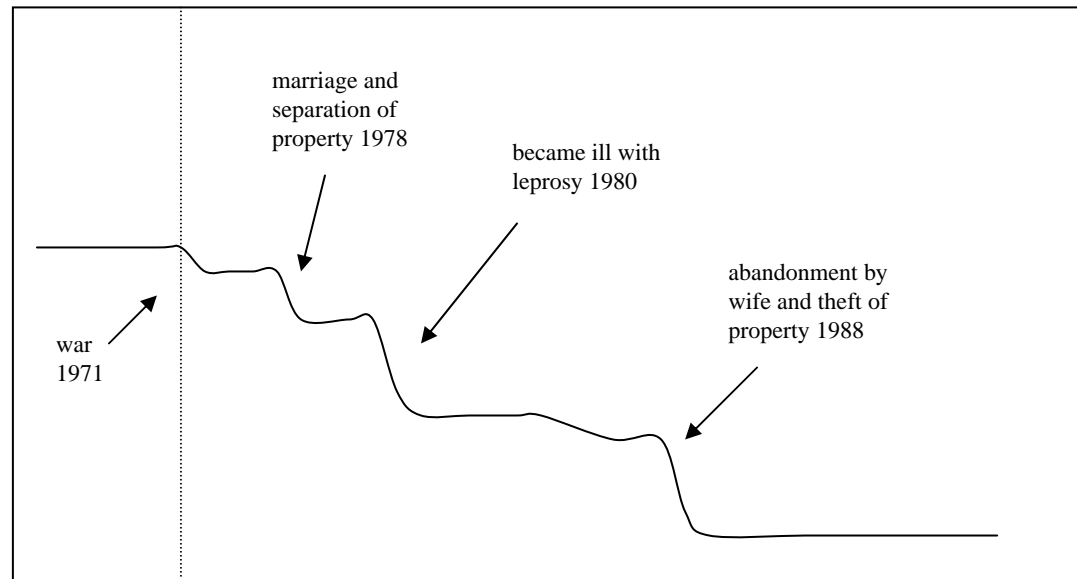 marriage and
separation of
property 1978
became ill with
leprosy 1980
abandonment by
wife and theft of
property 1988
war
1971